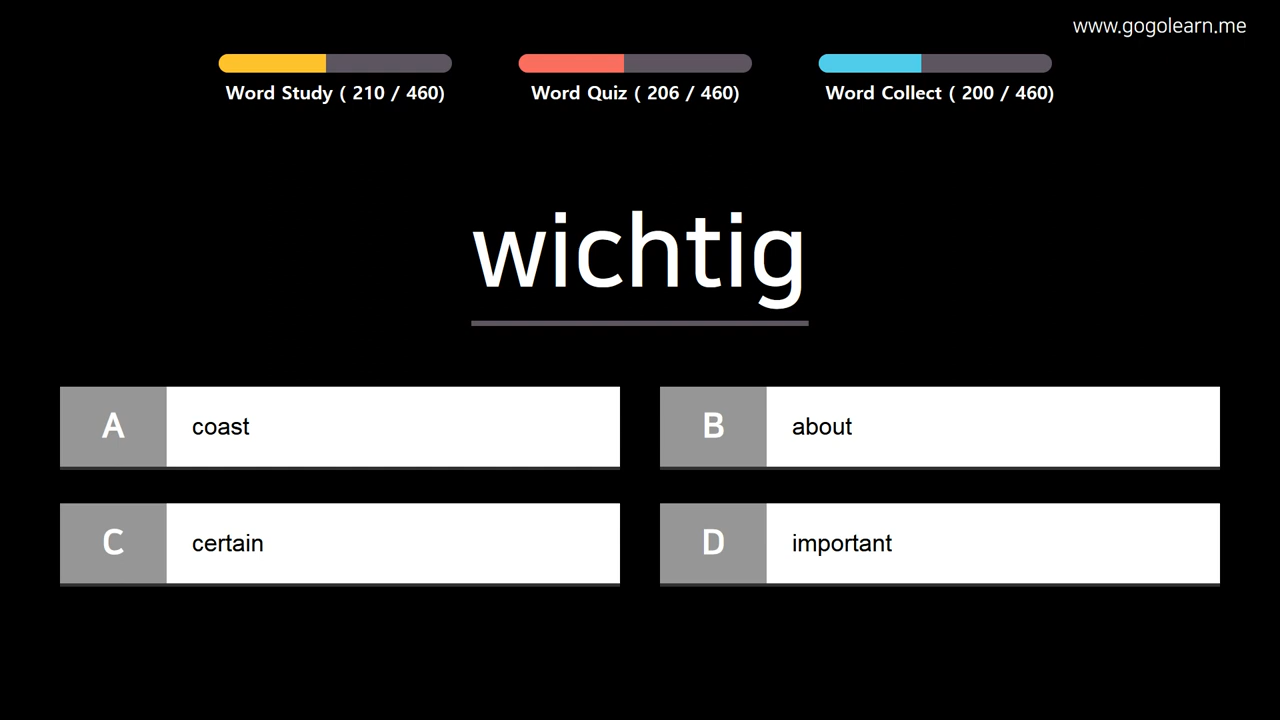 www.gogolearn.me
Word Study ( 210 / 460)
Word Quiz ( 206 / 460)
Word Collect ( 200 / 460)
wichtig
A coast
B about
C certain
D important